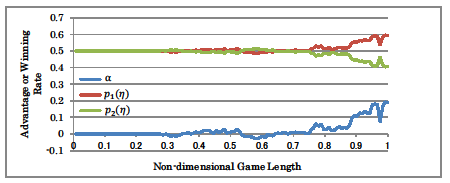 0.7
0.6
0.5
0.4
0.3
0.2
0.1
0
-0.1
Advantage or Winning
Rate
α
p₁(η)
p₂(η)
0 0.1 0.2 0.3 0.4 0.5 0.6 0.7 0.8 0.9 1
Non-dimensional Game Length